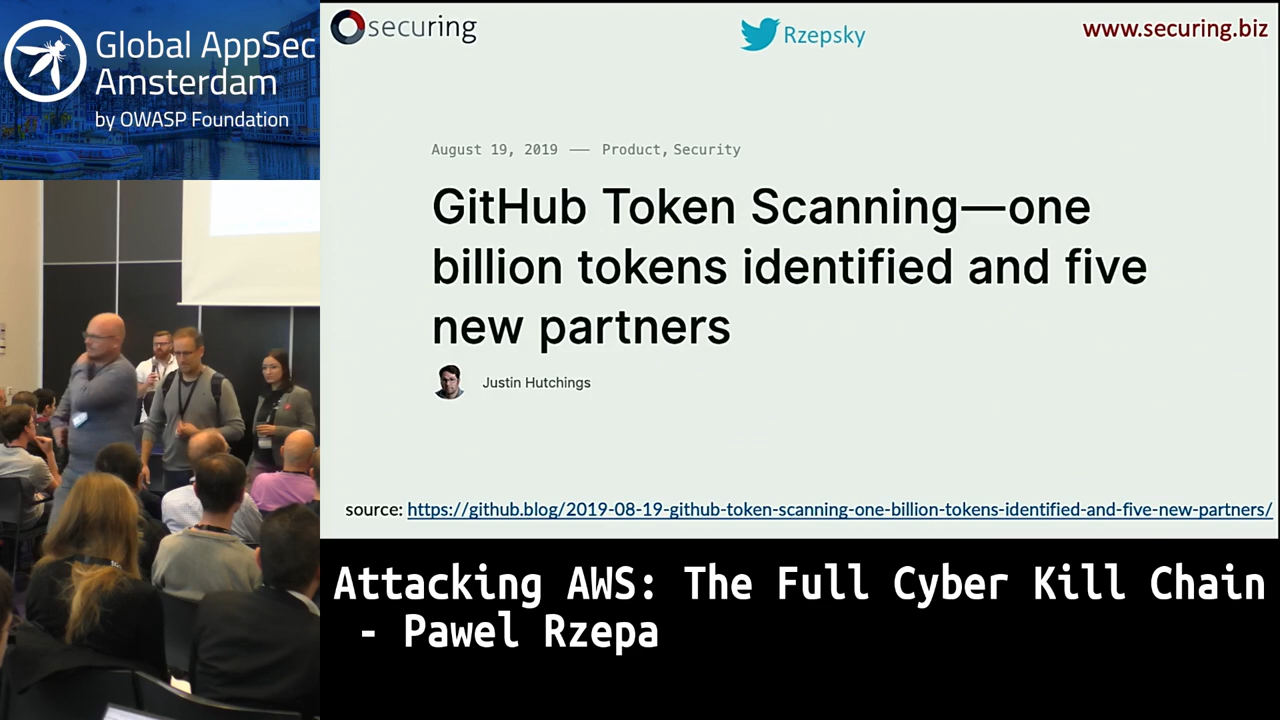 Global AppSec
Amsterdam
by OWASP Foundation
securing
Rzepsky
www.securing.biz
August 19, 2019 — Product, Security
GitHub Token Scanning—one
billion tokens identified and five
new partners
Justin Hutchings
source: https://github.blog/2019-08-19-github-token-scanning-one-billion-tokens-identified-and-five-new-partners/
Attacking AWS: The Full Cyber Kill Chain
- Pawel Rzepa